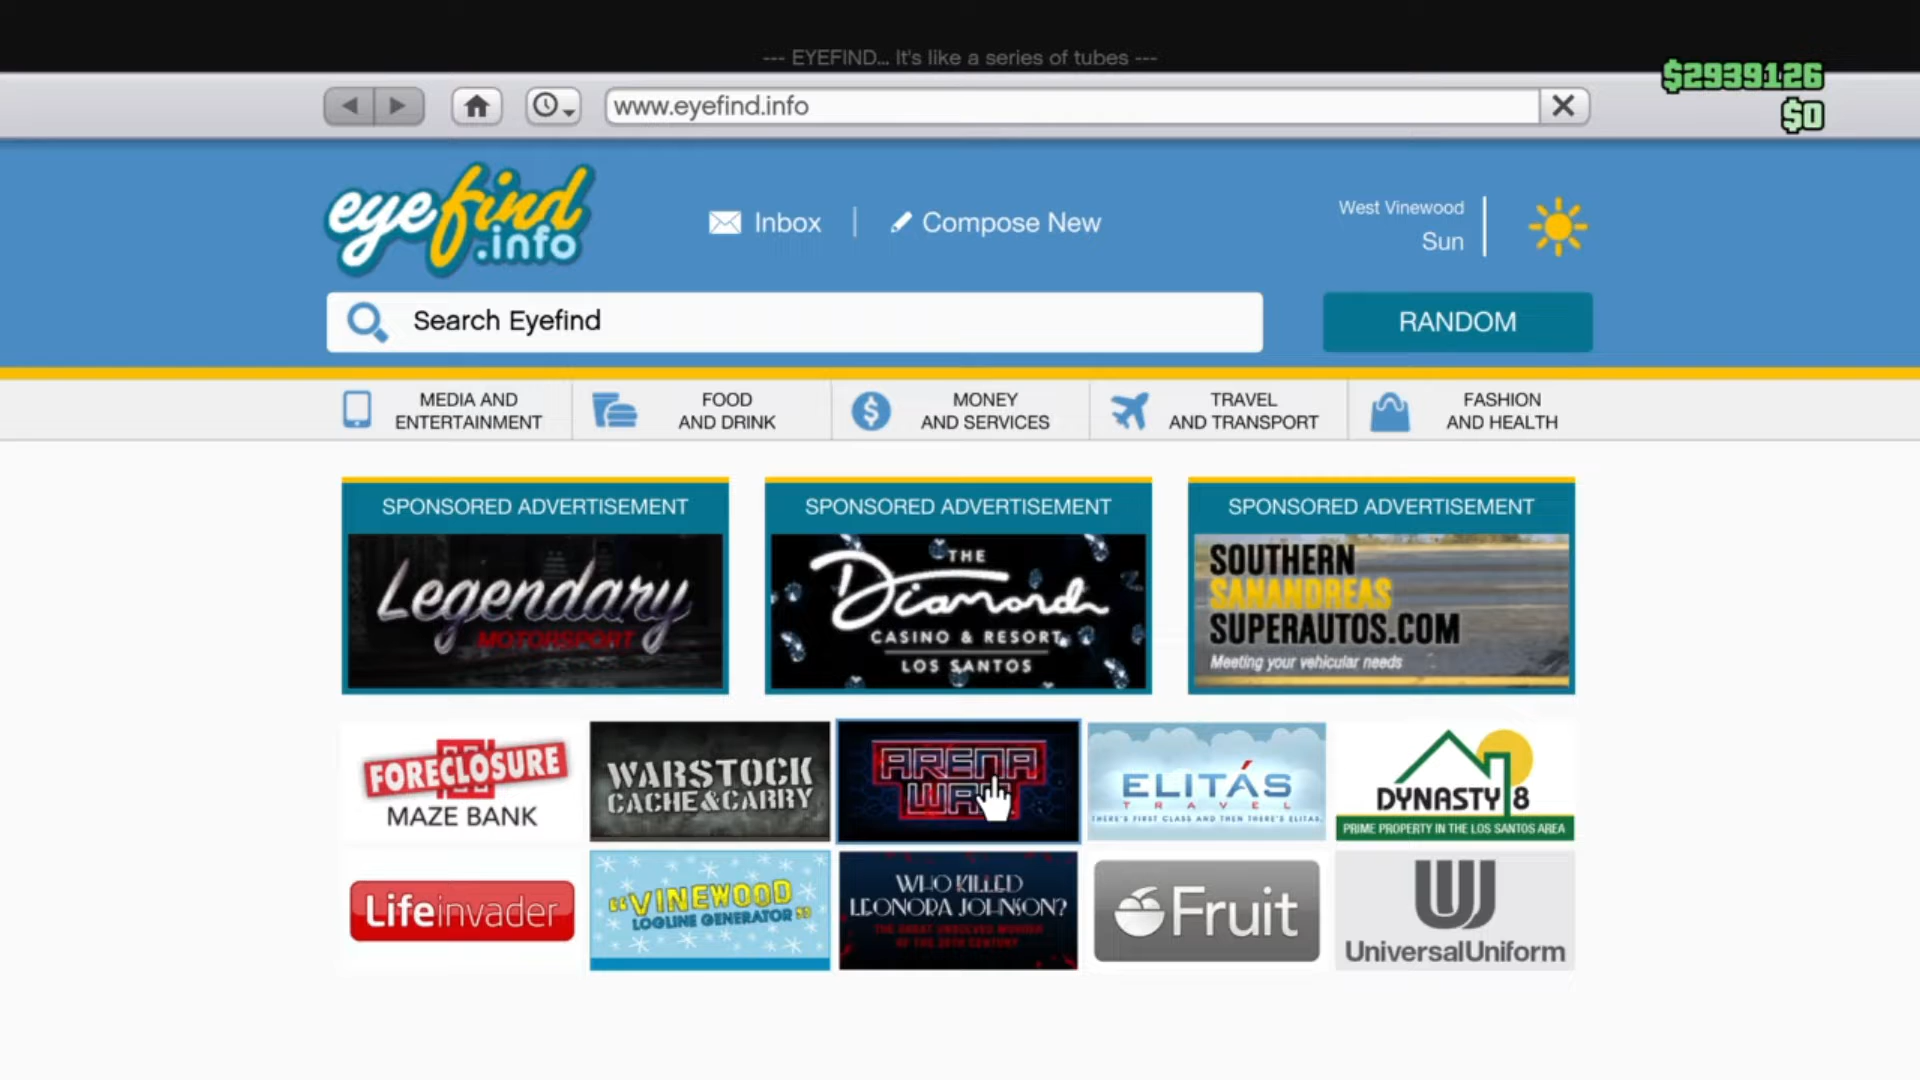 --- EYEFIND... It's like a series of tubes ---
$2939126
www.eyefind.info
$0
eyefind
.info
Inbox
Compose New
West Vinewood
Sun
Search Eyefind
RANDOM
MEDIA AND
ENTERTAINMENT
FOOD
AND DRINK
MONEY
AND SERVICES
TRAVEL
AND TRANSPORT
FASHION
AND HEALTH
SPONSORED ADVERTISEMENT
Legendary
MOTORSPORT
SPONSORED ADVERTISEMENT
THE
Diamond
CASINO & RESORT
LOS SANTOS
SPONSORED ADVERTISEMENT
SOUTHERN
SANANDREAS
SUPERAUTOS.COM
Meeting your vehicular needs
FORECLOSURE
MAZE BANK
WARSTOCK
CACHE&CARRY
ARENA
WAR
ELITÁS
TRAVEL
THERE'S FIRST CLASS AND THEN THERE'S ELITAS.
DYNASTY 8
PRIME PROPERTY IN THE LOS SANTOS AREA
Lifeinvader
"VINEWOOD
LOGLINE GENERATOR"
WHO KILLED
LEONORA JOHNSON?
THE GREAT UNSOLVED MURDER
OF THE 20TH CENTURY
Fruit
UniversalUniform